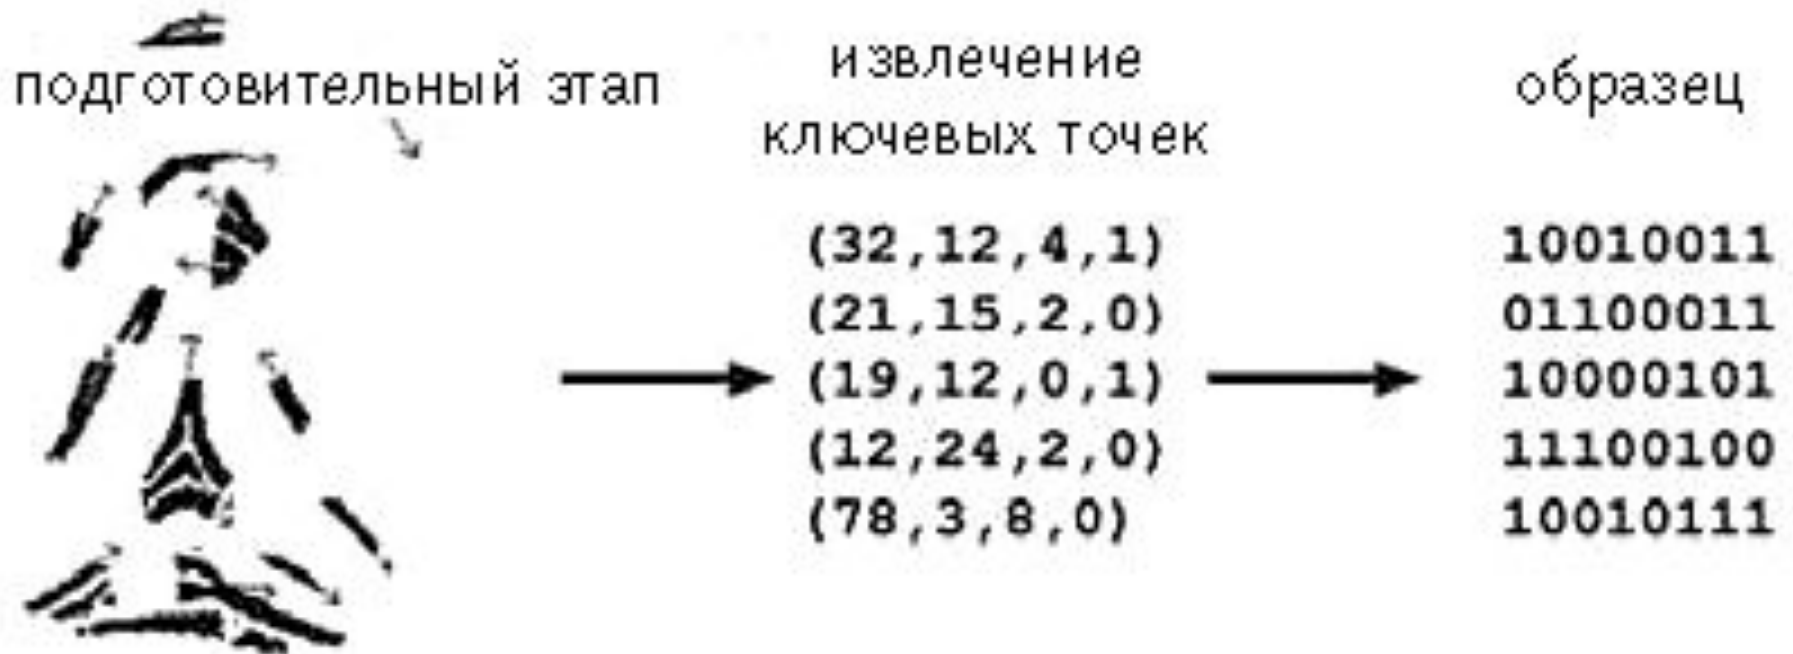 подготовительный этап
извлечение
ключевых точек
образец
(32,12,4,1)
(21,15,2,0)
(19,12,0,1)
(12,24,2,0)
(78,3,8,0)
10010011
01100011
10000101
11100100
10010111